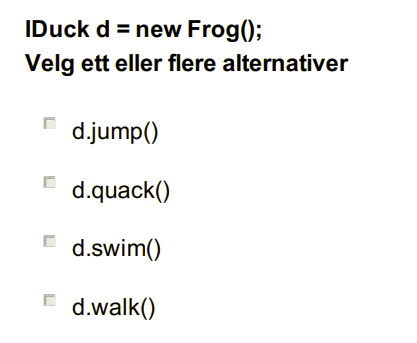 IDuck d = new Frog();
Velg ett eller flere alternativer
d.jump()
d.quack()
d.swim()
d.walk()